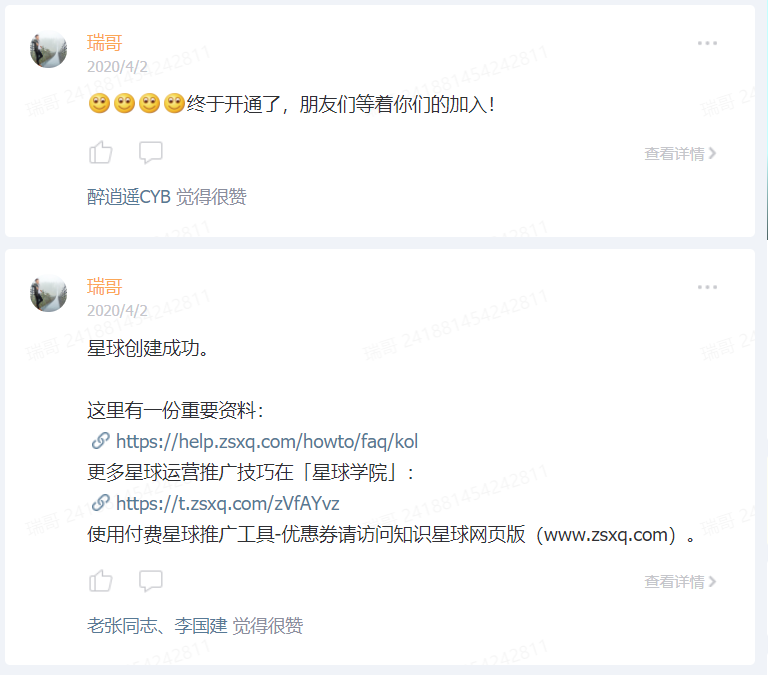 瑞哥
2020/4/2
终于开通了，朋友们等着你们的加入！
查看详情
醉逍遥CYB 觉得很赞
瑞哥
2020/4/2
星球创建成功。
这里有一份重要资料：
https://help.zsxq.com/howto/faq/kol
更多星球运营推广技巧在「星球学院」：
https://t.zsxq.com/zVfAYvz
使用付费星球推广工具-优惠券请访问知识星球网页版（www.zsxq.com）。
查看详情
老张同志、李国建 觉得很赞
瑞哥 241881454242811